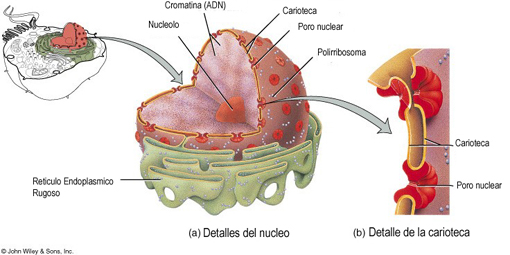 Cromatina (ADN)
Nucleolo
Carioteca
Poro nuclear
Polirribosoma
Carioteca
Poro nuclear
Retículo Endoplasmico
Rugoso
(a) Detalles del nucleo
(b) Detalle de la carioteca
© John Wiley & Sons, Inc.